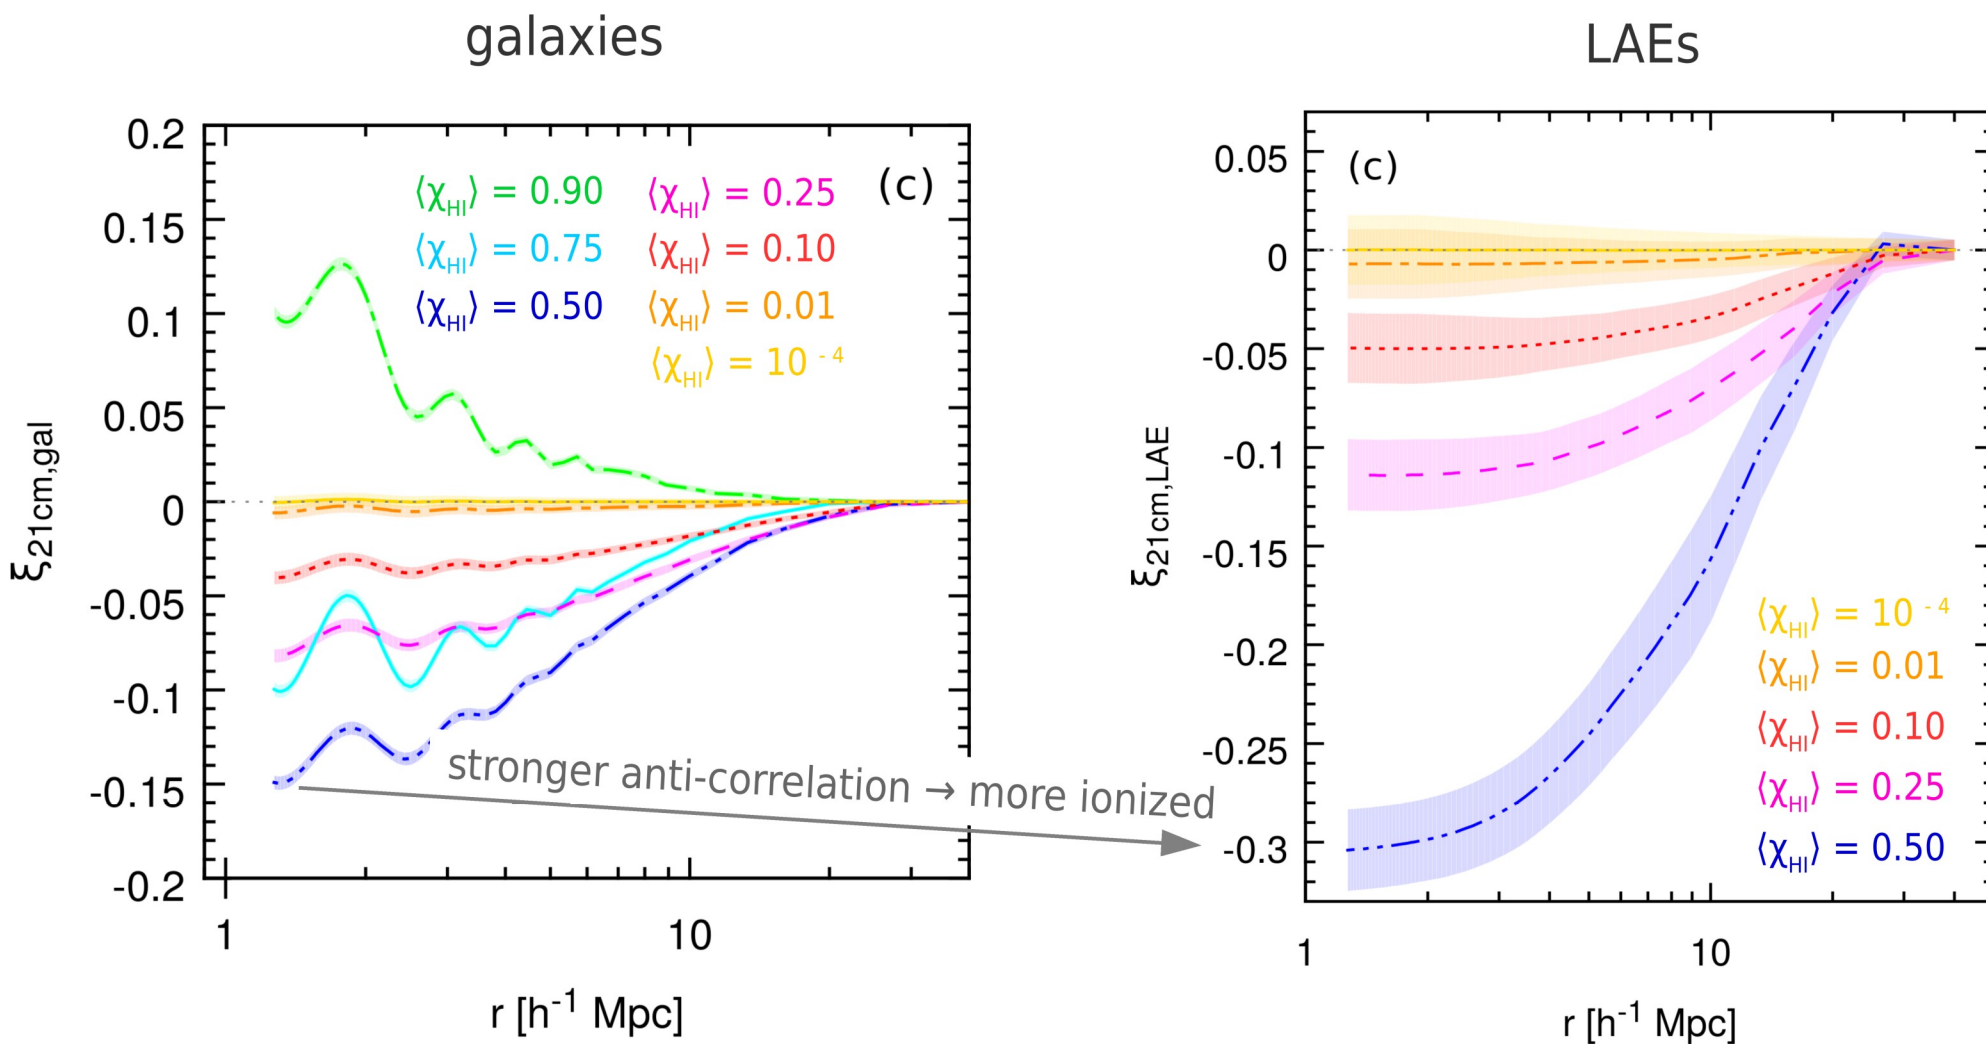 galaxies
0.2
0.15
0.1
0.05
0
-0.05
-0.1
-0.15
-0.2
ξ21cm,gal
⟨χHI⟩ = 0.90
⟨χHI⟩ = 0.75
⟨χHI⟩ = 0.50
⟨χHI⟩ = 0.25
⟨χHI⟩ = 0.10
⟨χHI⟩ = 0.01
⟨χHI⟩ = 10⁻⁴
(c)
stronger anti-correlation → more ionized
1
10
r [h⁻¹ Mpc]
LAEs
0.05
0
-0.05
-0.1
-0.15
-0.2
-0.25
-0.3
ξ21cm,LAE
(c)
⟨χHI⟩ = 10⁻⁴
⟨χHI⟩ = 0.01
⟨χHI⟩ = 0.10
⟨χHI⟩ = 0.25
⟨χHI⟩ = 0.50
1
10
r [h⁻¹ Mpc]